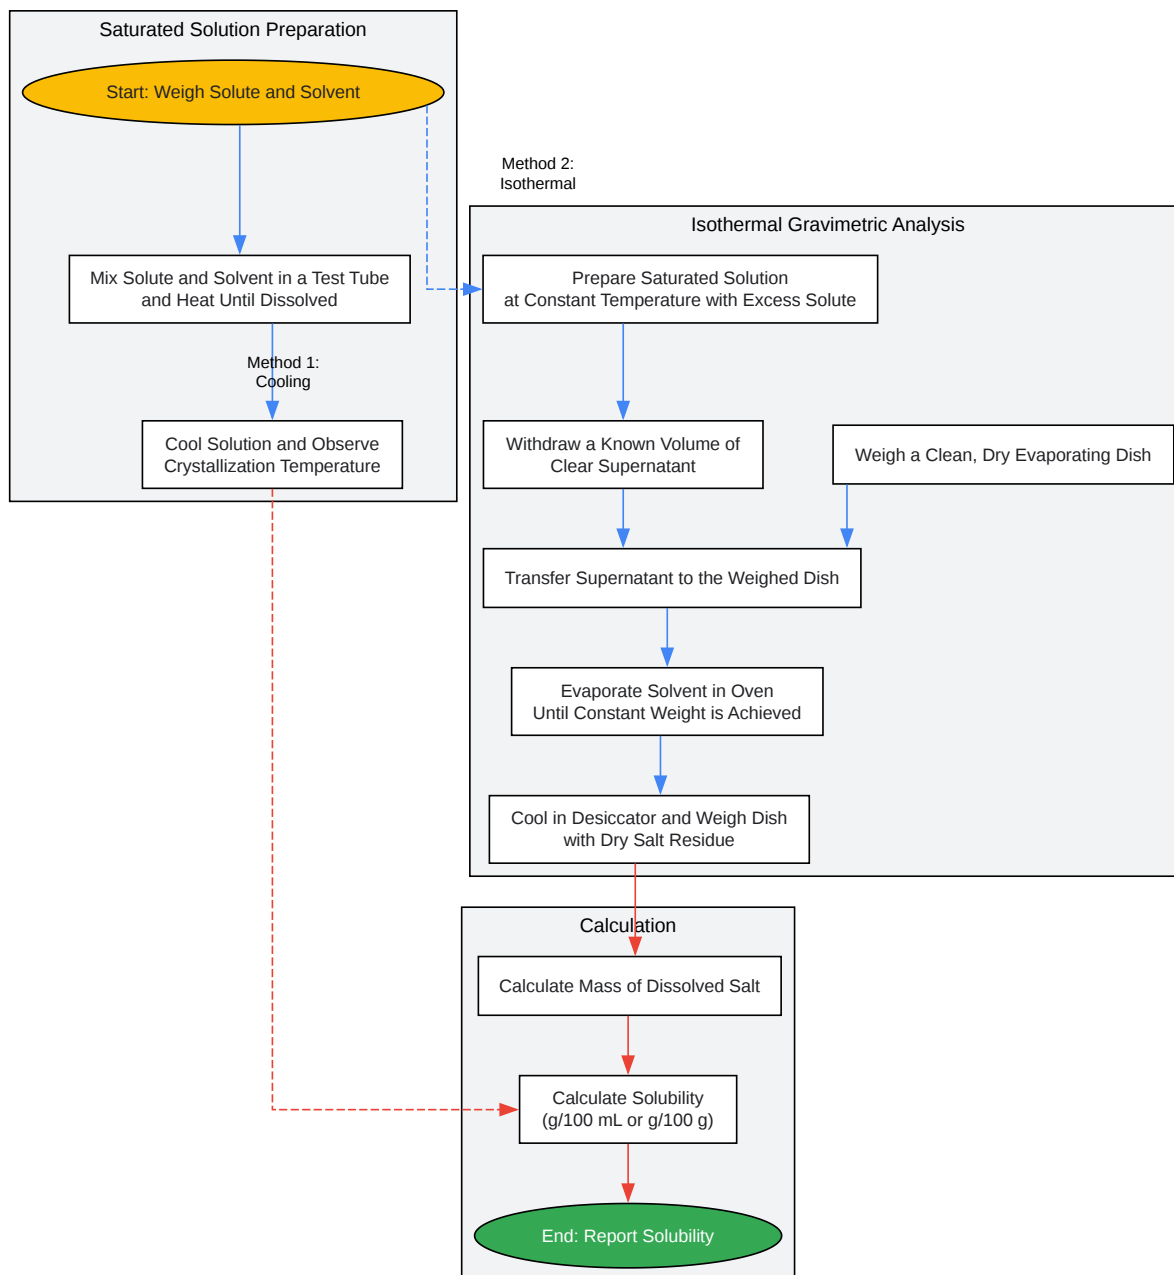 Saturated Solution Preparation
Start: Weigh Solute and Solvent
Mix Solute and Solvent in a Test Tube
and Heat Until Dissolved
Method 1:
Cooling
Cool Solution and Observe
Crystallization Temperature
Method 2:
Isothermal
Isothermal Gravimetric Analysis
Prepare Saturated Solution
at Constant Temperature with Excess Solute
Withdraw a Known Volume of
Clear Supernatant
Weigh a Clean, Dry Evaporating Dish
Transfer Supernatant to the Weighed Dish
Evaporate Solvent in Oven
Until Constant Weight is Achieved
Cool in Desiccator and Weigh Dish
with Dry Salt Residue
Calculation
Calculate Mass of Dissolved Salt
Calculate Solubility
(g/100 mL or g/100 g)
End: Report Solubility